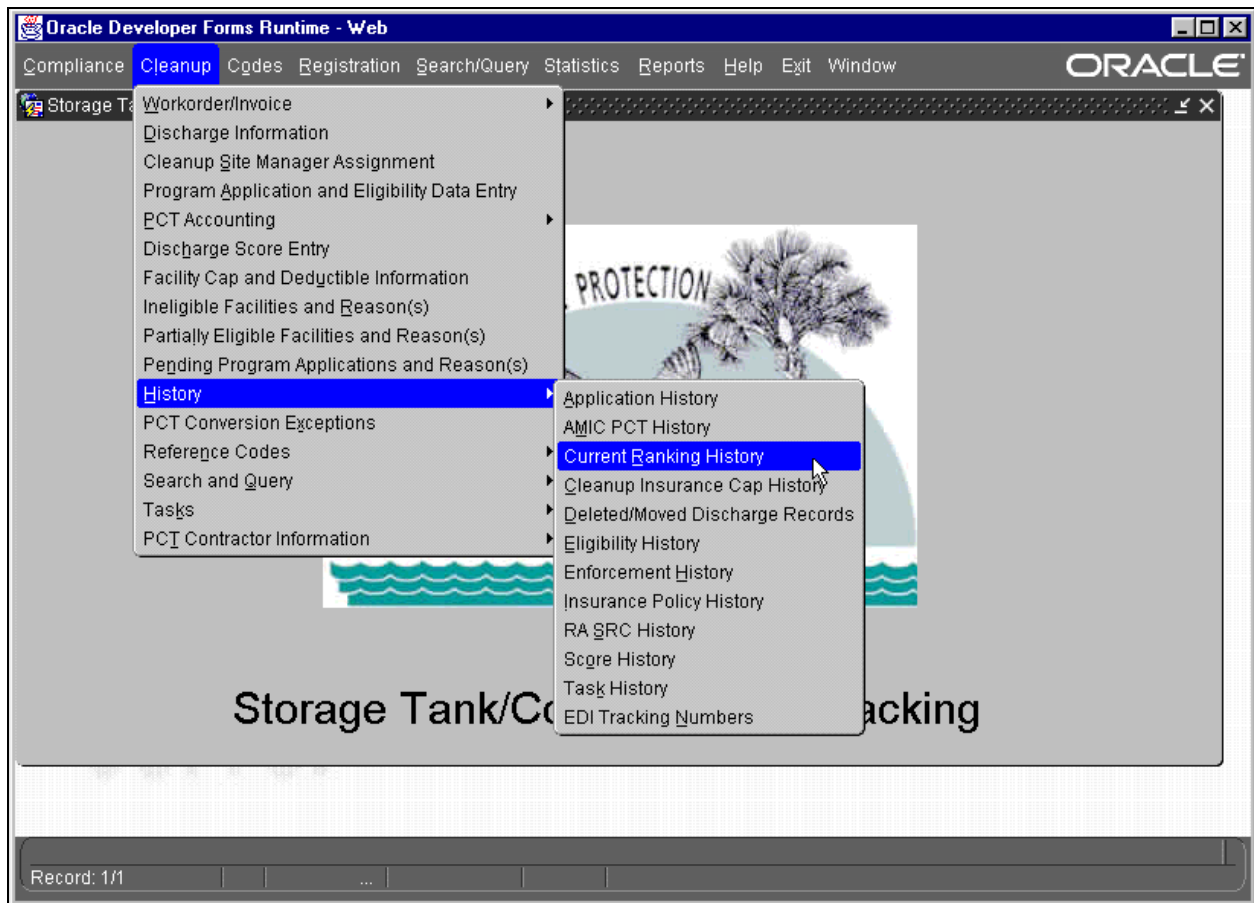 Oracle Developer Forms Runtime - Web
Compliance Cleanup Codes Registration Search/Query Statistics Reports Help Exit Window ORACLE
Storage Ta
Workorder/Invoice
Discharge Information
Cleanup Site Manager Assignment
Program Application and Eligibility Data Entry
PCT Accounting
Discharge Score Entry
Facility Cap and Deductible Information
Ineligible Facilities and Reason(s)
Partially Eligible Facilities and Reason(s)
Pending Program Applications and Reason(s)
History
PCT Conversion Exceptions
Reference Codes
Search and Query
Tasks
PCT Contractor Information
PROTECTION
Application History
AMIC PCT History
Current Ranking History
Cleanup Insurance Cap History
Deleted/Moved Discharge Records
Eligibility History
Enforcement History
Insurance Policy History
RA SRC History
Score History
Task History
EDI Tracking Numbers
Storage Tank/Co acking
Record: 1/1 ...